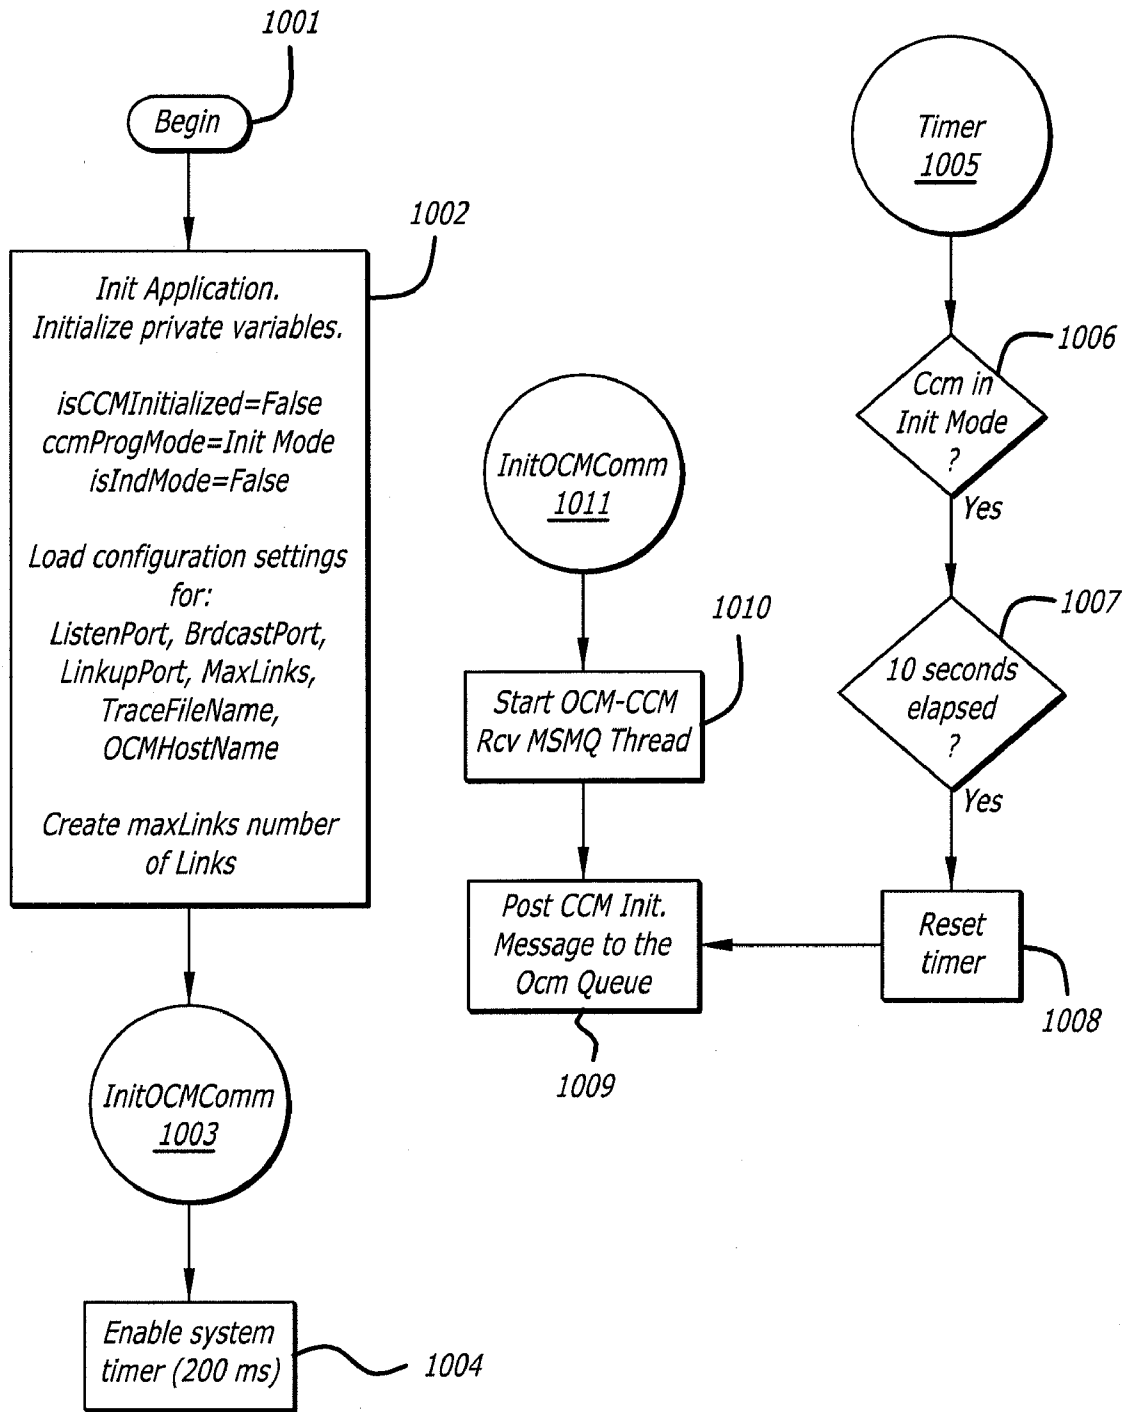 1001
Begin
1002
Init Application.
Initialize private variables.
isCCMInitialized=False
ccmProgMode=Init Mode
isIndMode=False
Load configuration settings
for:
ListenPort, BrdcastPort,
LinkupPort, MaxLinks,
TraceFileName,
OCMHostName
Create maxLinks number
of Links
InitOCMComm
1003
Enable system
timer (200 ms)
1004
InitOCMComm
1011
1010
Start OCM-CCM
Rcv MSMQ Thread
Post CCM Init.
Message to the
Ocm Queue
1009
Timer
1005
1006
Ccm in
Init Mode
?
Yes
1007
10 seconds
elapsed
?
Yes
Reset
timer
1008